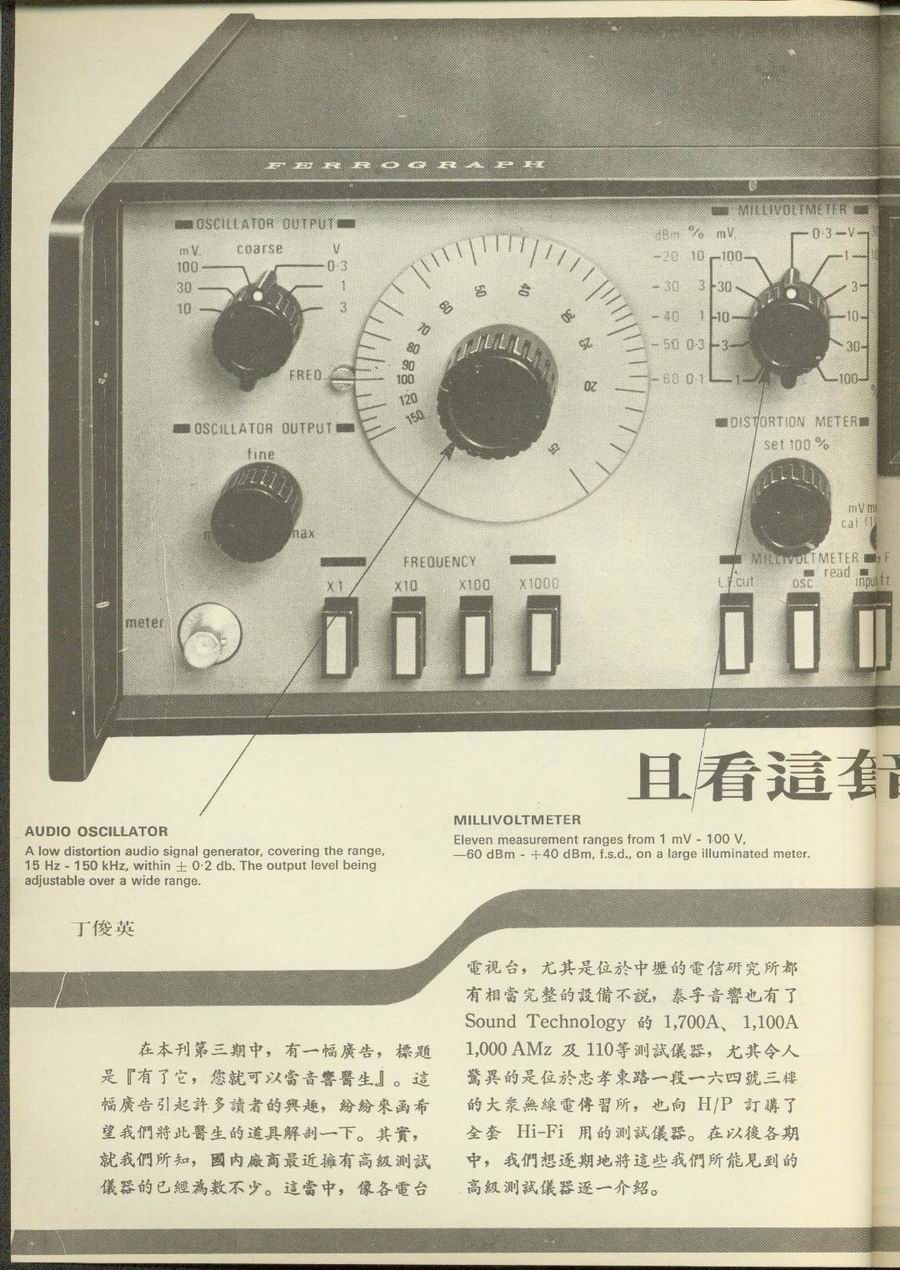 FERROGRAPH
OSCILLATOR OUTPUT
mV. coarse V
100 0·3
30 1
10 3
FREQ
20
25
30
40
50
60
70
80
90
100
120
150
OSCILLATOR OUTPUT
fine
max
meter
FREQUENCY
X1 X10 X100 X1000
MILLIVOLTMETER
dBm % mV. 0·3 V
-20 10 100 1
-30 3 30 3
-40 1 10 10
-50 0·3 3 30
-60 0·1 1 100
DISTORTION METER
set 100 %
cal
MILLIVOLTMETER
read
L.F.cut osc input
且看這套
AUDIO OSCILLATOR
A low distortion audio signal generator, covering the range,
15 Hz - 150 kHz, within ± 0·2 db. The output level being
adjustable over a wide range.
MILLIVOLTMETER
Eleven measurement ranges from 1 mV - 100 V,
—60 dBm - +40 dBm, f.s.d., on a large illuminated meter.
丁俊英
在本刊第三期中，有一幅廣告，標題
是『有了它，您就可以當音響醫生』。這
幅廣告引起許多讀者的興趣，紛紛來函希
望我們將此醫生的道具解剖一下。其實，
就我們所知，國內廠商最近擁有高級測試
儀器的已經為數不少。這當中，像各電台
電視台，尤其是位於中壢的電信研究所都
有相當完整的設備不說，泰孚音響也有了
Sound Technology 的 1,700A、 1,100A
1,000 AMz 及 110等測試儀器，尤其令人
驚異的是位於忠孝東路一段一六四號三樓
的大眾無線電傳習所，也向 H/P 訂購了
全套 Hi-Fi 用的測試儀器。在以後各期
中，我們想逐期地將這些我們所能見到的
高級測試儀器逐一介紹。